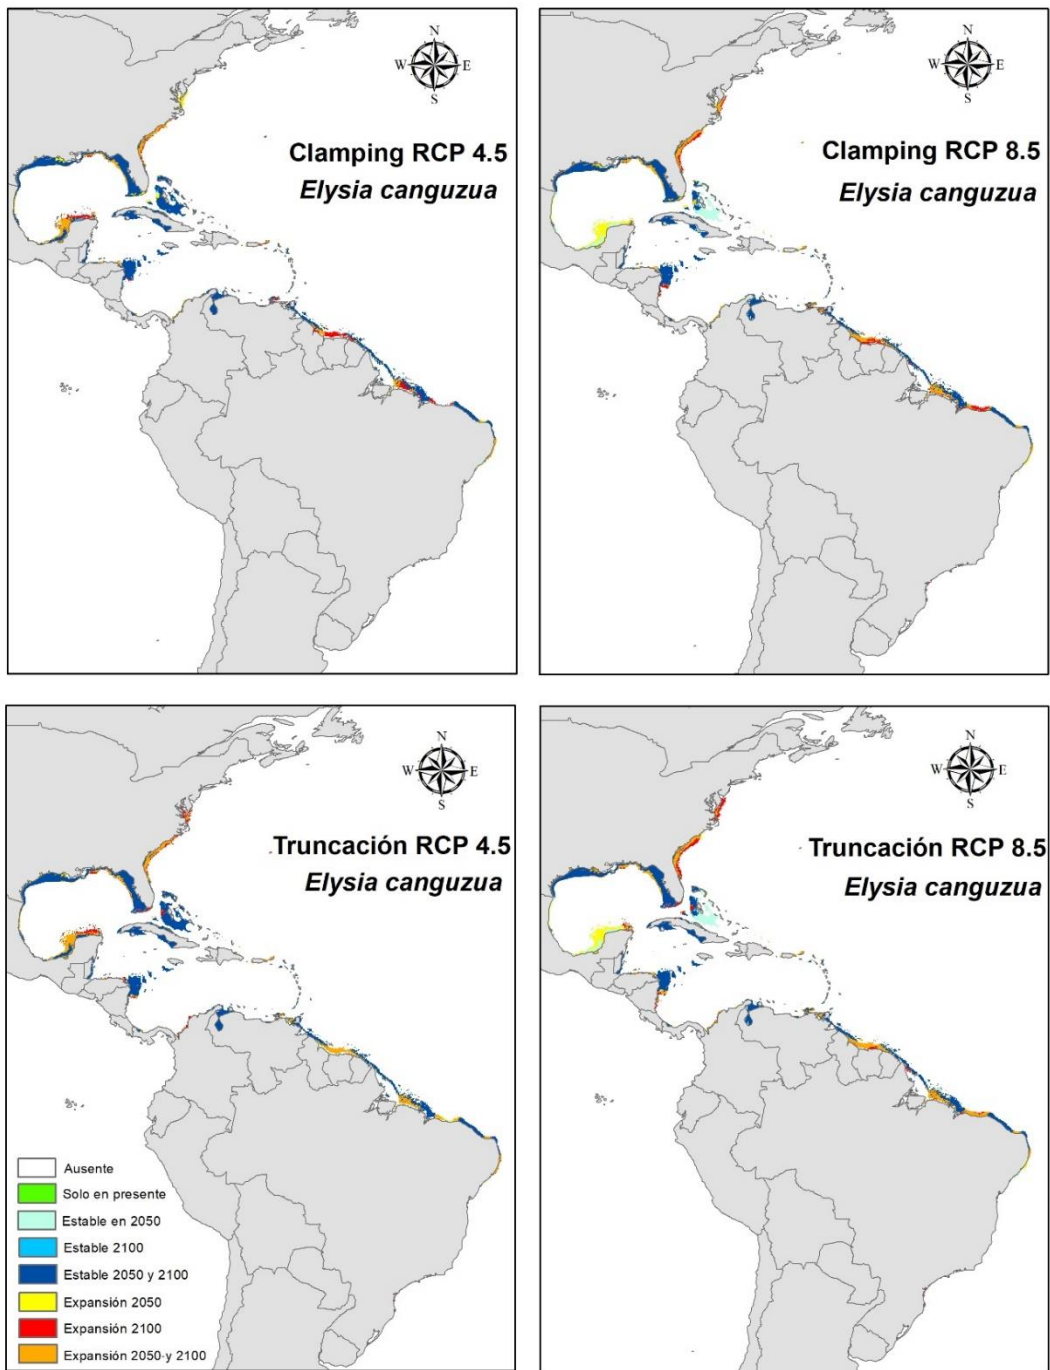 N
W E
S
Clamping RCP 4.5
Elysia canguzua
N
W E
S
Clamping RCP 8.5
Elysia canguzua
N
W E
S
Truncación RCP 4.5
Elysia canguzua
Ausente
Solo en presente
Estable en 2050
Estable 2100
Estable 2050 y 2100
Expansión 2050
Expansión 2100
Expansión 2050 y 2100
N
W E
S
Truncación RCP 8.5
Elysia canguzua